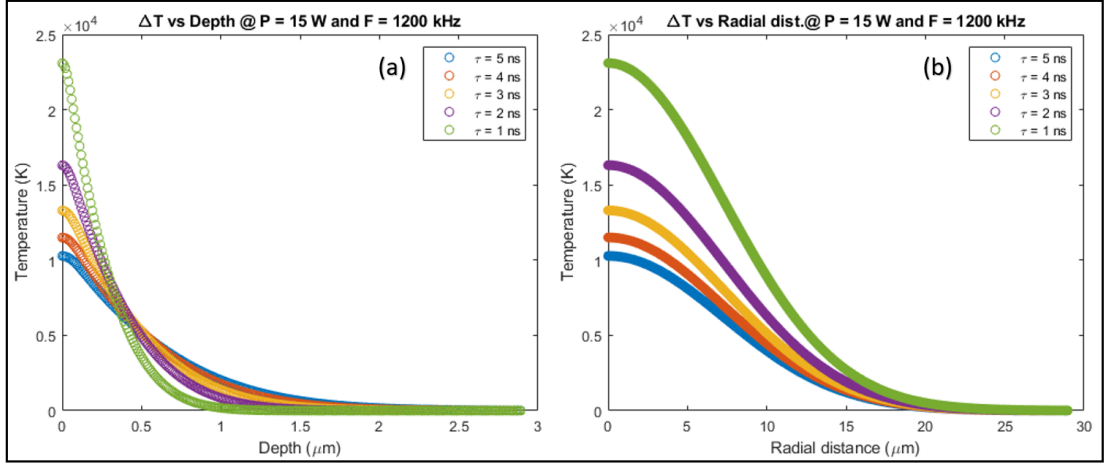 ΔT vs Depth @ P = 15 W and F = 1200 kHz
×10⁴
2.5
2
1.5
1
0.5
0
Temperature (K)
(a)
τ = 5 ns
τ = 4 ns
τ = 3 ns
τ = 2 ns
τ = 1 ns
0 0.5 1 1.5 2 2.5 3
Depth (μm)
ΔT vs Radial dist.@ P = 15 W and F = 1200 kHz
×10⁴
2.5
2
1.5
1
0.5
0
Temperature (K)
(b)
τ = 5 ns
τ = 4 ns
τ = 3 ns
τ = 2 ns
τ = 1 ns
0 5 10 15 20 25 30
Radial distance (μm)